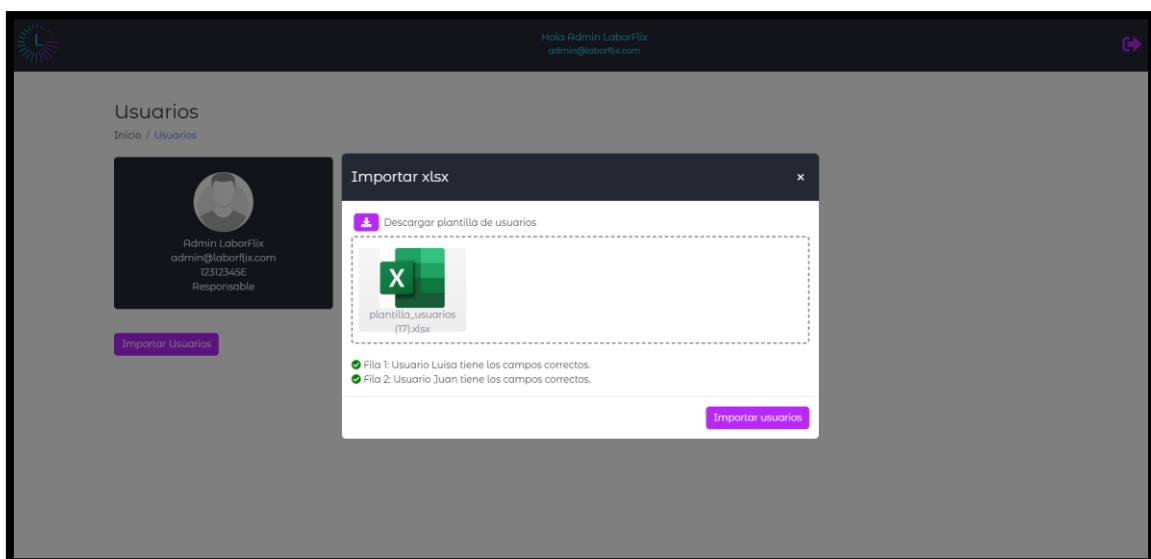 L
Hola Admin LaborFlix
admin@laborflix.com
Usuarios
Inicio / Usuarios
Admin LaborFlix
admin@laborflix.com
12312345E
Responsable
Importar Usuarios
Importar xlsx
×
Descargar plantilla de usuarios
X
plantilla_usuarios
(17).xlsx
Fila 1: Usuario Luisa tiene los campos correctos.
Fila 2: Usuario Juan tiene los campos correctos.
Importar usuarios